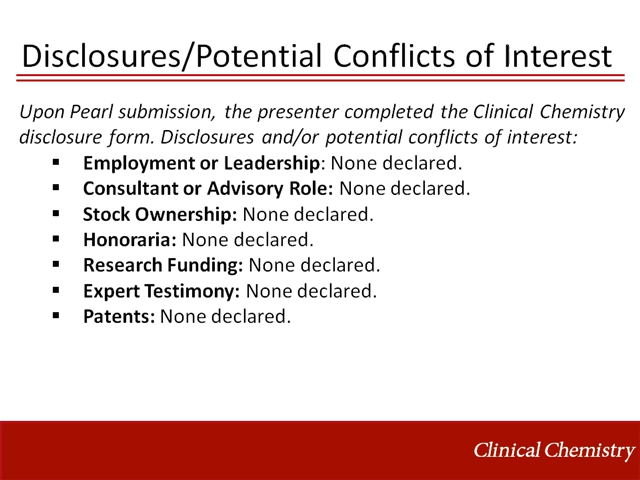 Disclosures/Potential Conflicts of Interest
Upon Pearl submission, the presenter completed the Clinical Chemistry
disclosure form. Disclosures and/or potential conflicts of interest:
▪ Employment or Leadership: None declared.
▪ Consultant or Advisory Role: None declared.
▪ Stock Ownership: None declared.
▪ Honoraria: None declared.
▪ Research Funding: None declared.
▪ Expert Testimony: None declared.
▪ Patents: None declared.
Clinical Chemistry